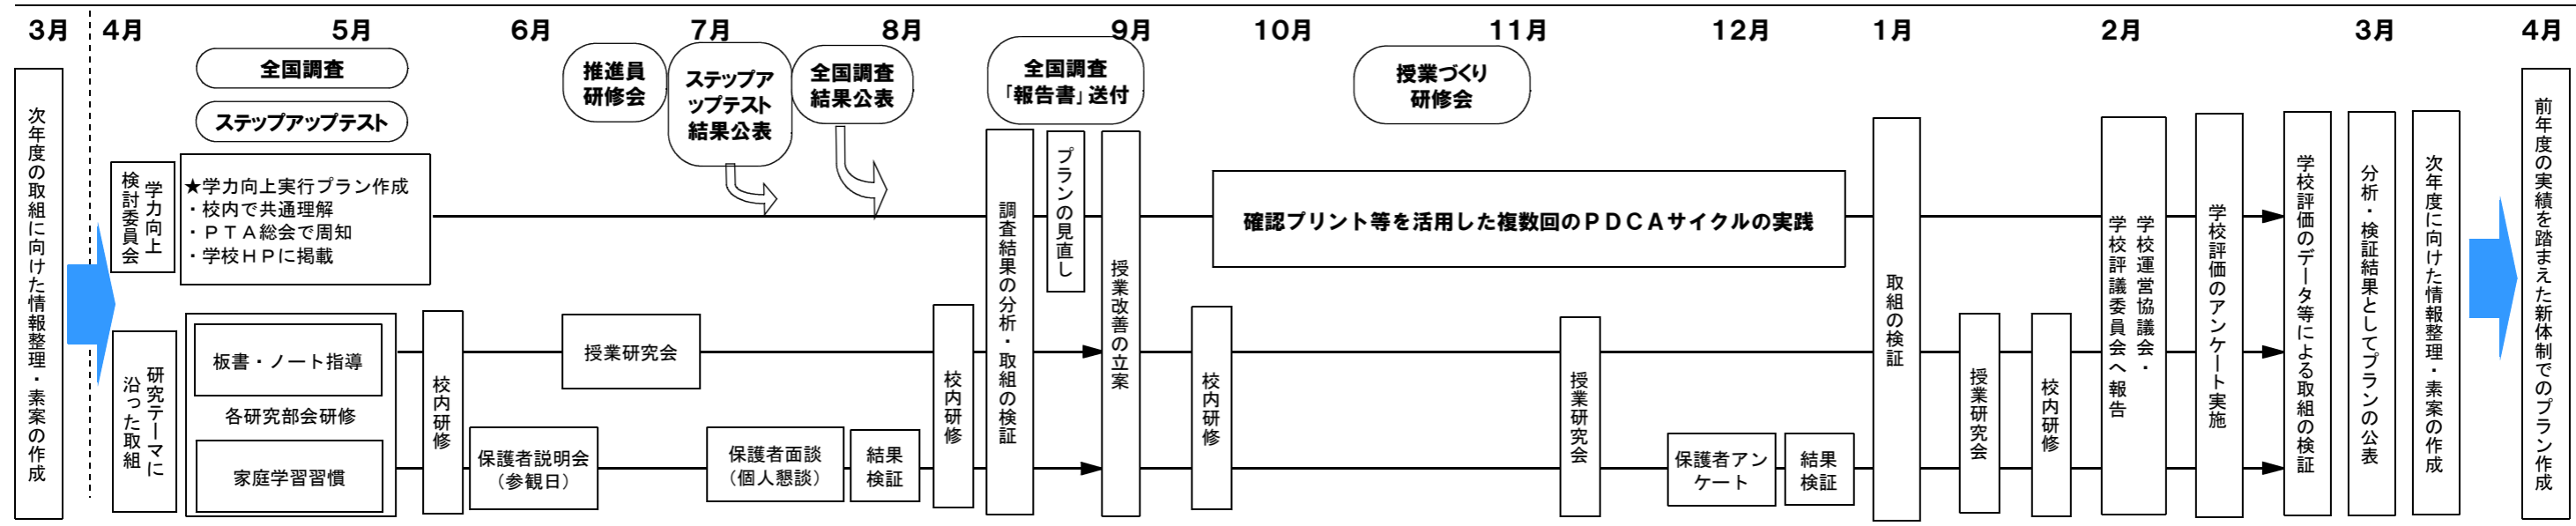 3月
4月
5月
6月
7月
8月
9月
10月
11月
12月
1月
2月
3月
4月
全国調査
ステップアップテスト
推進員
研修会
ステップア
ップテスト
結果公表
全国調査
結果公表
全国調査
「報告書」送付
授業づくり
研修会
次年度の取組に向けた情報整理・素案の作成
学力向上
検討委員会
★学力向上実行プラン作成
・校内で共通理解
・ＰＴＡ総会で周知
・学校ＨＰに掲載
研究テーマに
沿った取組
板書・ノート指導
各研究部会研修
家庭学習習慣
校内研修
授業研究会
保護者説明会
（参観日）
保護者面談
（個人懇談）
結果
検証
校内研修
調査結果の分析・取組の検証
プランの見直し
授業改善の立案
校内研修
確認プリント等を活用した複数回のＰＤＣＡサイクルの実践
授業研究会
保護者アン
ケート
結果
検証
取組の検証
授業研究会
校内研修
学校運営協議会・
学校評議委員会へ報告
学校評価のアンケート実施
学校評価のデータ等による取組の検証
分析・検証結果としてプランの公表
次年度に向けた情報整理・素案の作成
前年度の実績を踏まえた新体制でのプラン作成